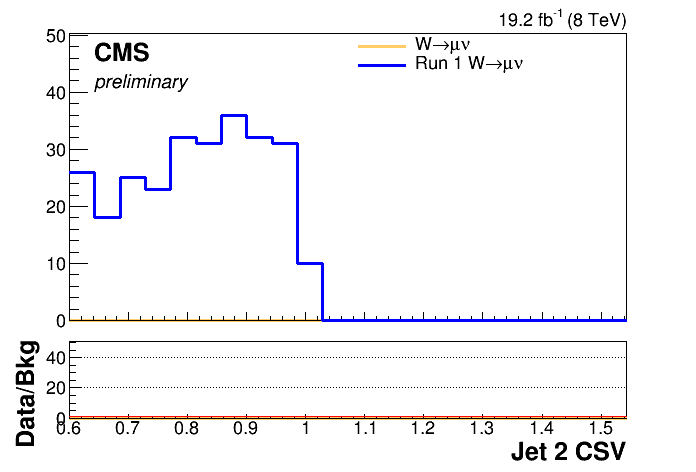 19.2 fb⁻¹ (8 TeV)
CMS
preliminary
W→μν
Run 1 W→μν
50
40
30
20
10
0
Data/Bkg
40
20
0
0.6 0.7 0.8 0.9 1 1.1 1.2 1.3 1.4 1.5
Jet 2 CSV